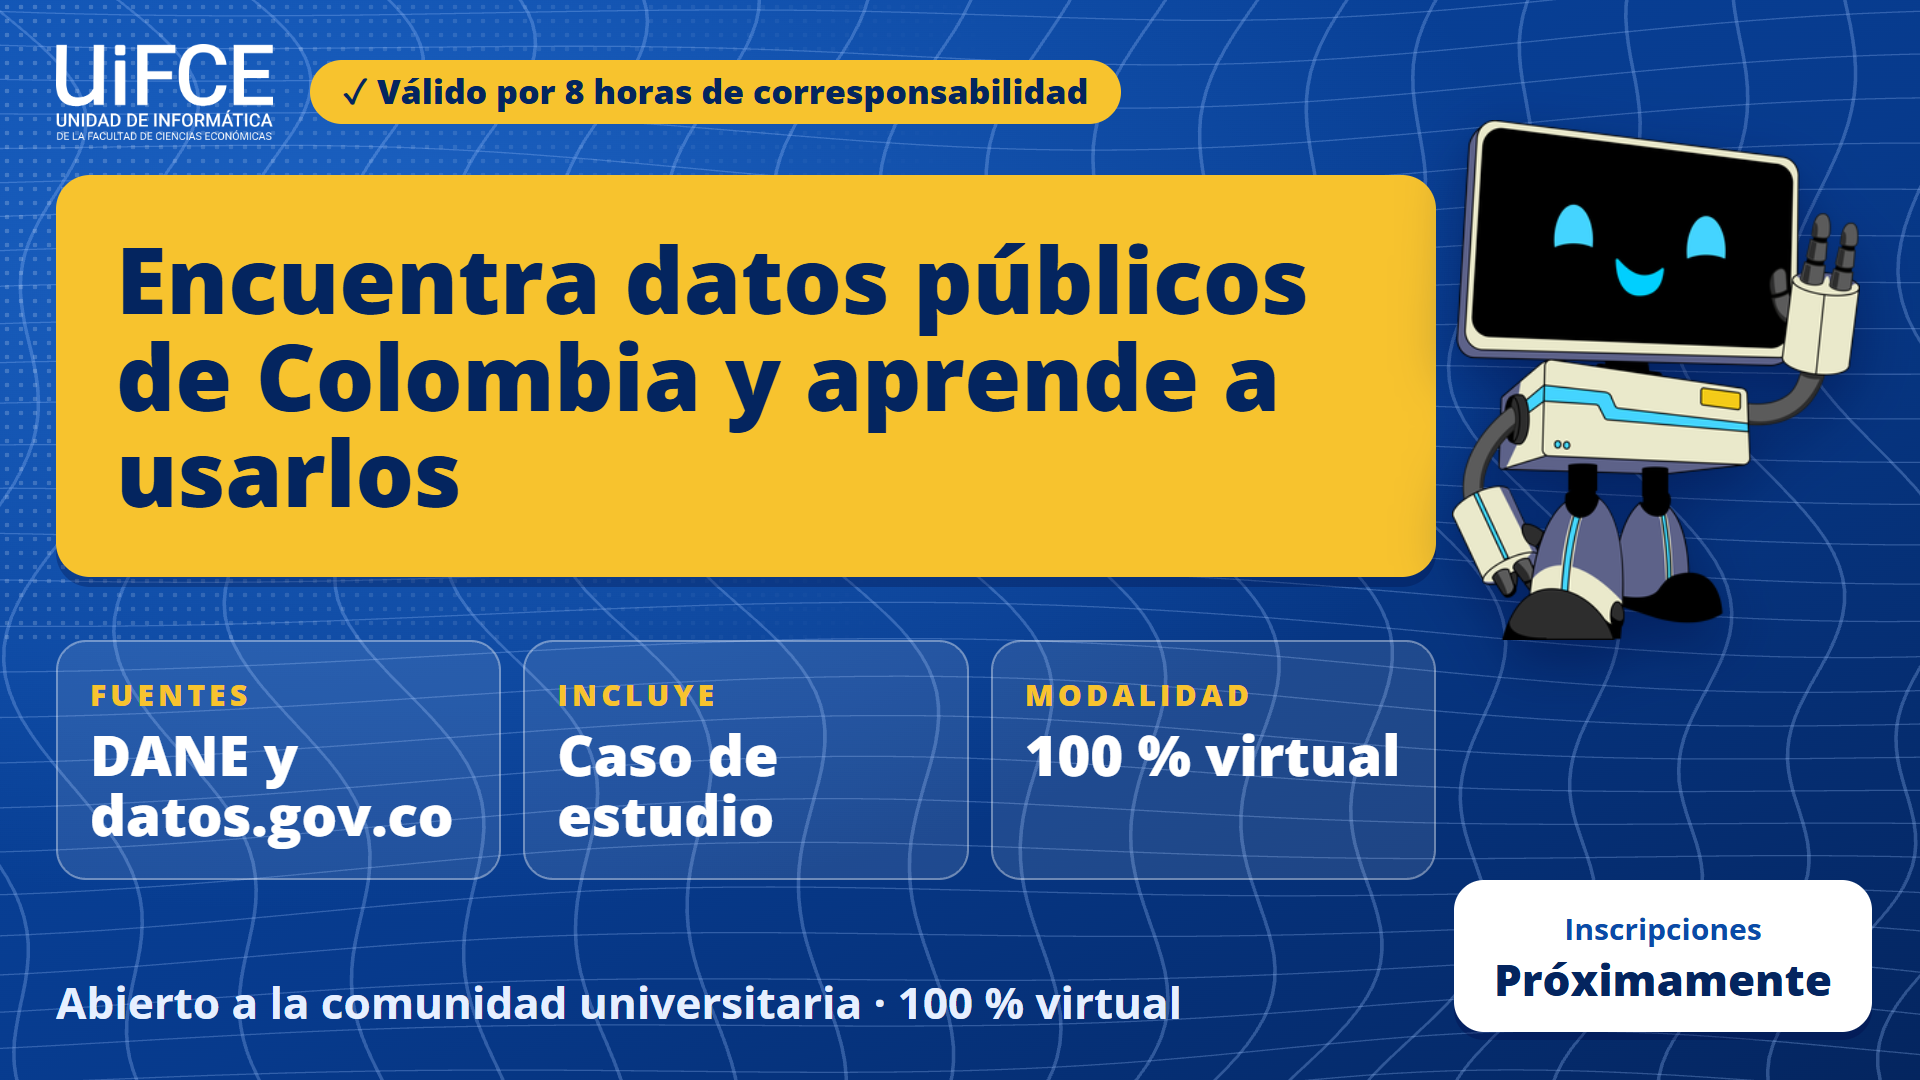 UiFCE
UNIDAD DE INFORMÁTICA
DE LA FACULTAD DE CIENCIAS ECONÓMICAS
✓ Válido por 8 horas de corresponsabilidad
Encuentra datos públicos
de Colombia y aprende a
usarlos
FUENTES
DANE y
datos.gov.co
INCLUYE
Caso de
estudio
MODALIDAD
100 % virtual
Inscripciones
Próximamente
Abierto a la comunidad universitaria · 100 % virtual